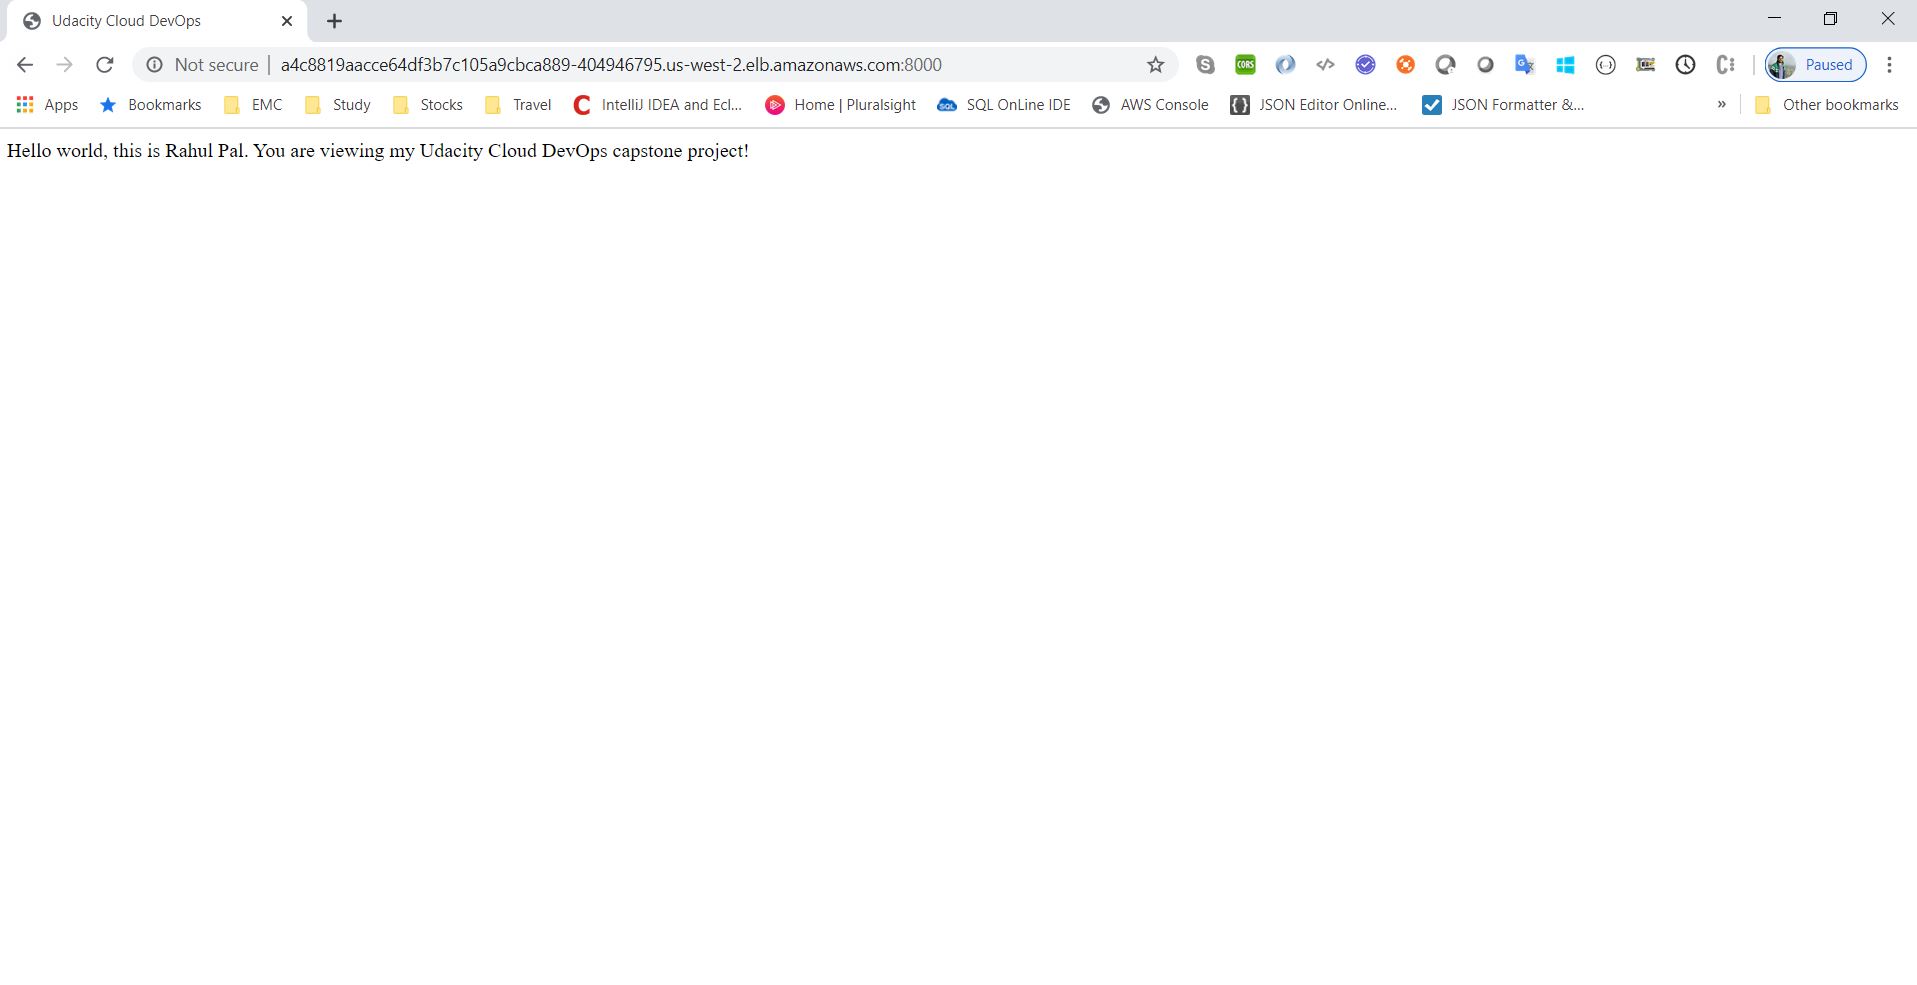 Udacity Cloud DevOps
Not secure | a4c8819aacce64df3b7c105a9cbca889-404946795.us-west-2.elb.amazonaws.com:8000
CORS
Paused
Apps Bookmarks EMC Study Stocks Travel IntelliJ IDEA and Ecl... Home | Pluralsight SQL SQL OnLine IDE AWS Console JSON Editor Online... JSON Formatter &... » Other bookmarks
Hello world, this is Rahul Pal. You are viewing my Udacity Cloud DevOps capstone project!